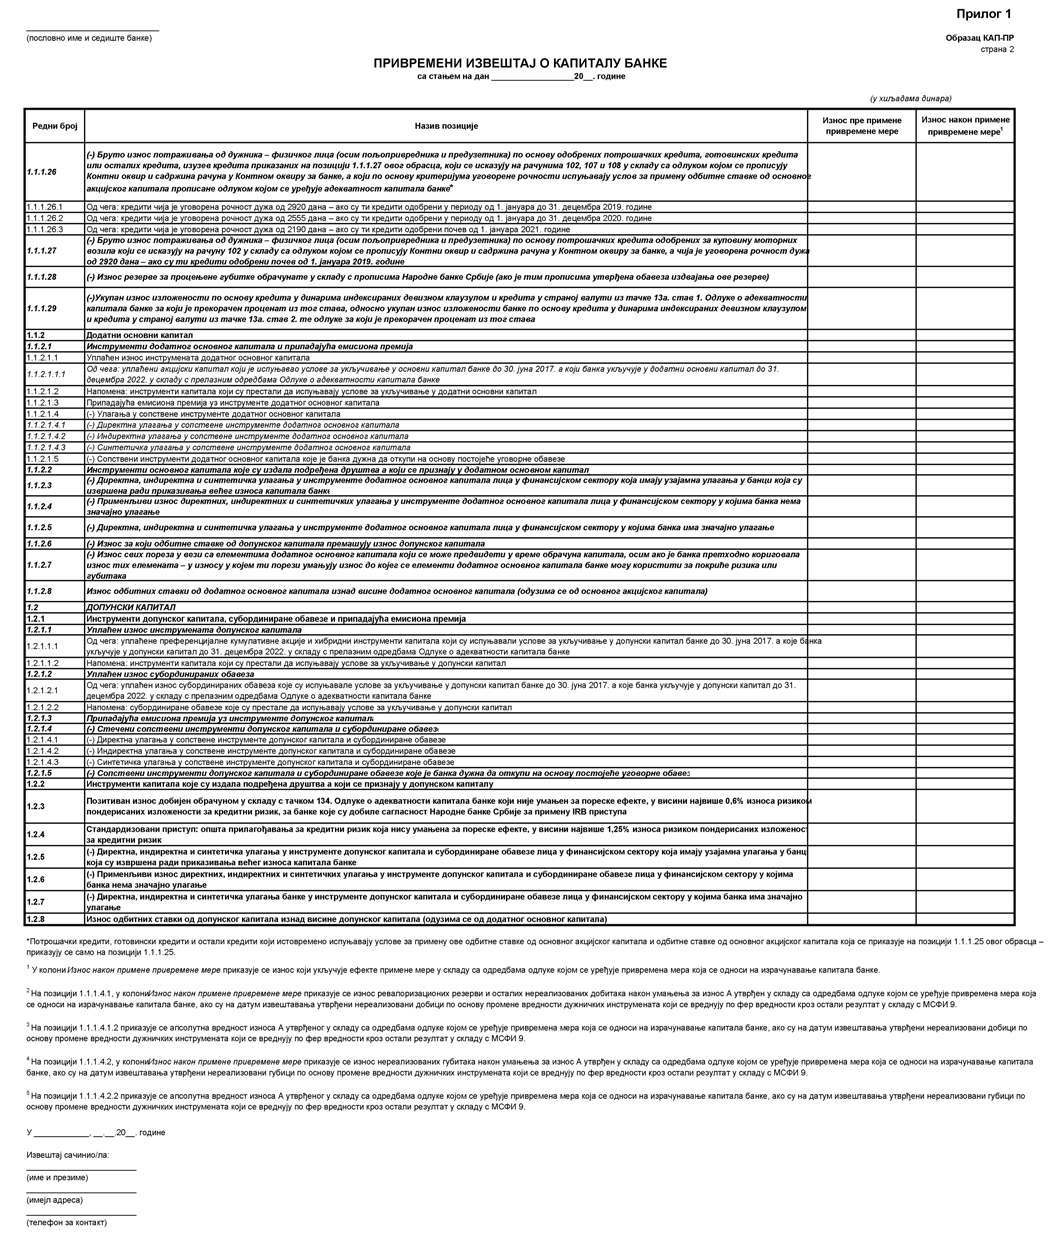 Прилог 1
(пословно име и седиште банке)
Образац КАП-ПР
страна 2
ПРИВРЕМЕНИ ИЗВЕШТАЈ О КАПИТАЛУ БАНКЕ
са стањем на дан ___________________20__. године
(у хиљадама динара)
Редни број
Назив позиције
Износ пре примене
привремене мере
Износ након примене
привремене мере1
1.1.1.26
(-) Бруто износ потраживања од дужника – физичког лица (осим пољопривредника и предузетника) по основу одобрених потрошачких кредита, готовинских кредита
или осталих кредита, изузев кредита приказаних на позицији 1.1.1.27 овог обрасца, који се исказују на рачунима 102, 107 и 108 у складу са одлуком којом се прописују
Контни оквир и садржина рачуна у Контном оквиру за банке, а који по основу критеријума уговорене рочности испуњавају услов за примену одбитне ставке од основног
акцијског капитала прописане одлуком којом се уређује адекватност капитала банке*
1.1.1.26.1 Од чега: кредити чија је уговорена рочност дужа од 2920 дана – ако су ти кредити одобрени у периоду од 1. јануара до 31. децембра 2019. године
1.1.1.26.2 Од чега: кредити чија је уговорена рочност дужа од 2555 дана – ако су ти кредити одобрени у периоду од 1. јануара до 31. децембра 2020. године
1.1.1.26.3 Од чега: кредити чија је уговорена рочност дужа од 2190 дана – ако су ти кредити одобрени почев од 1. јануара 2021. године
1.1.1.27
(-) Бруто износ потраживања од дужника – физичког лица (осим пољопривредника и предузетника) по основу потрошачких кредита одобрених за куповину моторних
возила који се исказују на рачуну 102 у складу са одлуком којом се прописују Контни оквир и садржина рачуна у Контном оквиру за банке, а чија је уговорена рочност дужа
од 2920 дана – ако су ти кредити одобрени почев од 1. јануара 2019. године
1.1.1.28 (-) Износ резерве за процењене губитке обрачунате у складу с прописима Народне банке Србије (ако је тим прописима утврђена обавеза издвајања ове резерве)
1.1.1.29
(-)Укупан износ изложености по основу кредита у динарима индексираних девизном клаузулом и кредита у страној валути из тачке 13а. став 1. Одлуке о адекватности
капитала банке за који је прекорачен проценат из тог става, односно укупан износ изложености банке по основу кредита у динарима индексираних девизном клаузулом
и кредита у страној валути из тачке 13а. став 2. те одлуке за који је прекорачен проценат из тог става
1.1.2 Додатни основни капитал
1.1.2.1 Инструменти додатног основног капитала и припадајућа емисиона премија
1.1.2.1.1 Уплаћен износ инструмената додатног основног капитала
1.1.2.1.1.1
Од чега: уплаћени акцијски капитал који је испуњавао услове за укључивање у основни капитал банке до 30. јуна 2017. а који банка укључује у додатни основни капитал до 31.
децембра 2022. у складу с прелазним одредбама Одлуке о адекватности капитала банке
1.1.2.1.2 Напомена: инструменти капитала који су престали да испуњавају услове за укључивање у додатни основни капитал
1.1.2.1.3 Припадајућа емисиона премија уз инструменте додатног основног капитала
1.1.2.1.4 (-) Улагања у сопствене инструменте додатног основног капитала
1.1.2.1.4.1 (-) Директна улагања у сопствене инструменте додатног основног капитала
1.1.2.1.4.2 (-) Индиректна улагања у сопствене инструменте додатног основног капитала
1.1.2.1.4.3 (-) Синтетичка улагања у сопствене инструменте додатног основног капитала
1.1.2.1.5 (-) Сопствени инструменти додатног основног капитала које је банка дужна да откупи на основу постојеће уговорне обавезе
1.1.2.2 Инструменти основног капитала које су издала подређена друштва а који се признају у додатном основном капитал
1.1.2.3
(-) Директна, индиректна и синтетичка улагања у инструменте додатног основног капитала лица у финансијском сектору која имају узајамна улагања у банци која су
извршена ради приказивања већег износа капитала банке
1.1.2.4
(-) Применљиви износ директних, индиректних и синтетичких улагања у инструменте додатног основног капитала лица у финансијском сектору у којима банка нема
значајно улагање
1.1.2.5 (-) Директна, индиректна и синтетичка улагања у инструменте додатног основног капитала лица у финансијском сектору у којима банка има значајно улагање
1.1.2.6 (-) Износ за који одбитне ставке од допунског капитала премашују износ допунског капитала
1.1.2.7
(-) Износ свих пореза у вези са елементима додатног основног капитала који се може предвидети у време обрачуна капитала, осим ако је банка претходно кориговала
износ тих елемената – у износу у којем ти порези умањују износ до којег се елементи додатног основног капитала банке могу користити за покриће ризика или
губитака
1.1.2.8 Износ одбитних ставки од додатног основног капитала изнад висине додатног основног капитала (одузима се од основног акцијског капитала)
1.2 ДОПУНСКИ КАПИТАЛ
1.2.1 Инструменти допунског капитала, субординиране обавезе и припадајућа емисиона премија
1.2.1.1 Уплаћен износ инструмената допунског капитала
1.2.1.1.1
Од чега: уплаћене преференцијалне кумулативне акције и хибридни инструменти капитала који су испуњавали услове за укључивање у допунски капитал банке до 30. јуна 2017. а које банка
укључује у допунски капитал до 31. децембра 2022. у складу с прелазним одредбама Одлуке о адекватности капитала банке
1.2.1.1.2 Напомена: инструменти капитала који су престали да испуњавају услове за укључивање у допунски капитал
1.2.1.2 Уплаћен износ субординираних обавеза
1.2.1.2.1
Од чега: уплаћен износ субординираних обавеза које су испуњавале услове за укључивање у допунски капитал банке до 30. јуна 2017. а које банка укључује у допунски капитал до 31.
децембра 2022. у складу с прелазним одредбама Одлуке о адекватности капитала банке
1.2.1.2.2 Напомена: субординиране обавезе које су престале да испуњавају услове за укључивање у допунски капитал
1.2.1.3 Припадајућа емисиона премија уз инструменте допунског капитала
1.2.1.4 (-) Стечени сопствени инструменти допунског капитала и субординиране обавезе
1.2.1.4.1 (-) Директна улагања у сопствене инструменте допунског капитала и субординиране обавезе
1.2.1.4.2 (-) Индиректна улагања у сопствене инструменте допунског капитала и субординиране обавезе
1.2.1.4.3 (-) Синтетичка улагања у сопствене инструменте допунског капитала и субординиране обавезе
1.2.1.5 (-) Сопствени инструменти допунског капитала и субординиране обавезе које је банка дужна да откупи на основу постојеће уговорне обавез
1.2.2 Инструменти капитала које су издала подређена друштва а који се признају у допунском капиталу
1.2.3
Позитиван износ добијен обрачуном у складу с тачком 134. Одлуке о адекватности капитала банке који није умањен за пореске ефекте, у висини највише 0,6% износа ризиком
пондерисаних изложености за кредитни ризик, за банке које су добиле сагласност Народне банке Србије за примену IRB приступа
1.2.4
Стандардизовани приступ: општа прилагођавања за кредитни ризик која нису умањена за пореске ефекте, у висини највише 1,25% износа ризиком пондерисаних изложеност
за кредитни ризик
1.2.5
(-) Директна, индиректна и синтетичка улагања у инструменте допунског капитала и субординиране обавезе лица у финансијском сектору која имају узајамна улагања у банц
која су извршена ради приказивања већег износа капитала банке
1.2.6
(-) Применљиви износ директних, индиректних и синтетичких улагања у инструменте допунског капитала и субординиране обавезе лица у финансијском сектору у којима
банка нема значајно улагање
1.2.7
(-) Директна, индиректна и синтетичка улагања банке у инструменте допунског капитала и субординиране обавезе лица у финансијском сектору у којима банка има значајно
улагање
1.2.8 Износ одбитних ставки од допунског капитала изнад висине допунског капитала (одузима се од додатног основног капитала)
*Потрошачки кредити, готовински кредити и остали кредити који истовремено испуњавају услове за примену ове одбитне ставке од основног акцијског капитала и одбитне ставке од основног акцијског капитала која се приказује на позицији 1.1.1.25 овог обрасца –
приказују се само на позицији 1.1.1.25.
1 У колони Износ након примене привремене мере приказује се износ који укључује ефекте примене мере у складу са одредбама одлуке којом се уређује привремена мера која се односи на израчунавање капитала банке.
2 На позицији 1.1.1.4.1, у колони Износ након примене привремене мере приказује се износ ревалоризационих резерви и осталих нереализованих добитака након умањења за износ А утврђен у складу са одредбама одлуке којом се уређује привремена мера која
се односи на израчунавање капитала банке, ако су на датум извештавања утврђени нереализовани добици по основу промене вредности дужничких инструмената који се вреднују по фер вредности кроз остали резултат у складу с МСФИ 9.
3 На позицији 1.1.1.4.1.2 приказује се апсолутна вредност износа А утврђеног у складу са одредбама одлуке којом се уређује привремена мера која се односи на израчунавање капитала банке, ако су на датум извештавања утврђени нереализовани добици по
основу промене вредности дужничких инструмената који се вреднују по фер вредности кроз остали резултат у складу с МСФИ 9.
4 На позицији 1.1.1.4.2, у колони Износ након примене привремене мере приказује се износ нереализованих губитака након умањења за износ А утврђен у складу са одредбама одлуке којом се уређује привремена мера која се односи на израчунавање капитала
банке, ако су на датум извештавања утврђени нереализовани губици по основу промене вредности дужничких инструмената који се вреднују по фер вредности кроз остали резултат у складу с МСФИ 9.
5 На позицији 1.1.1.4.2.2 приказује се апсолутна вредност износа А утврђеног у складу са одредбама одлуке којом се уређује привремена мера која се односи на израчунавање капитала банке, ако су на датум извештавања утврђени нереализовани губици по
основу промене вредности дужничких инструмената који се вреднују по фер вредности кроз остали резултат у складу с МСФИ 9.
У ____________, __.__.20__. године
Извештај сачинио/ла:
(име и презиме)
(имејл адреса)
(телефон за контакт)